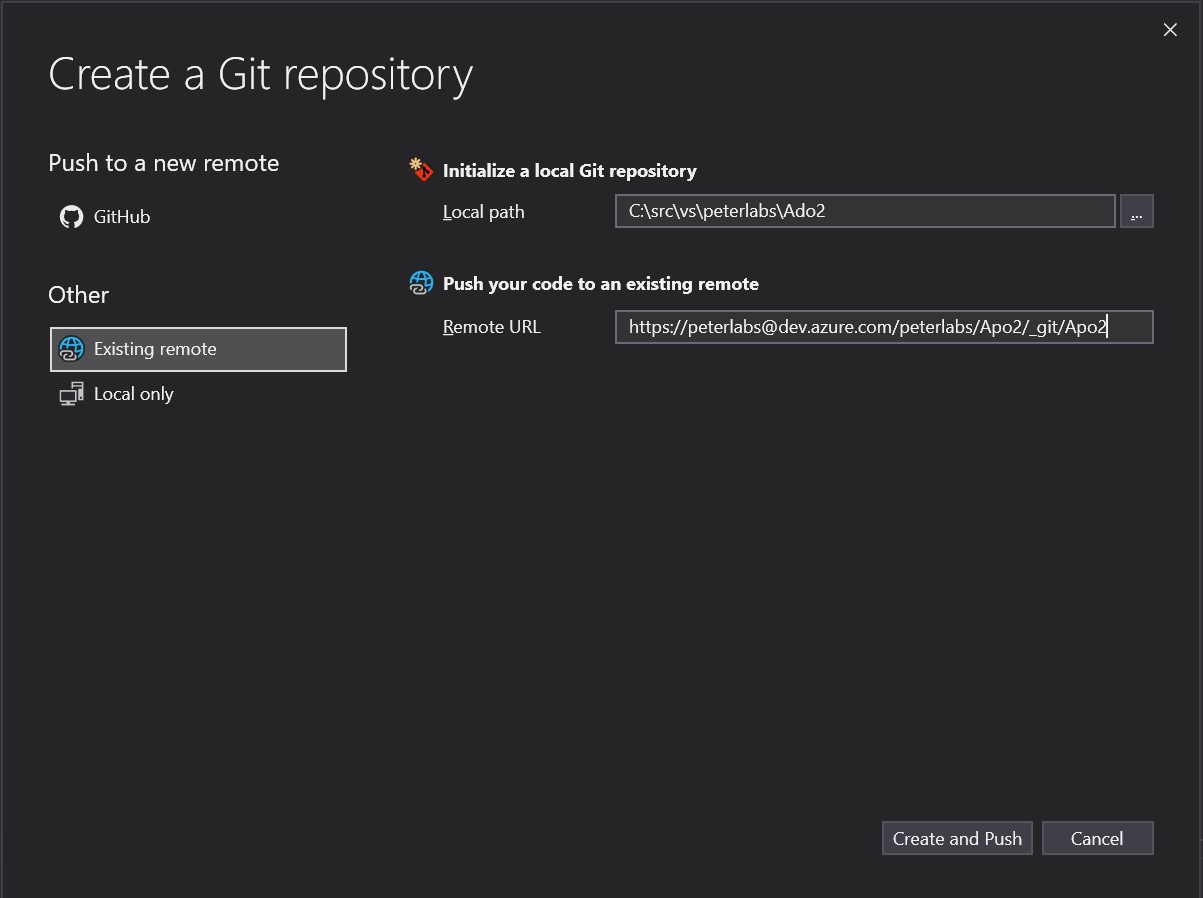 Create a Git repository
Push to a new remote
GitHub
Other
Existing remote
Local only
Initialize a local Git repository
Local path
C:\src\vs\peterlabs\Ado2
...
Push your code to an existing remote
Remote URL
https://peterlabs@dev.azure.com/peterlabs/Apo2/_git/Apo2
Create and Push
Cancel